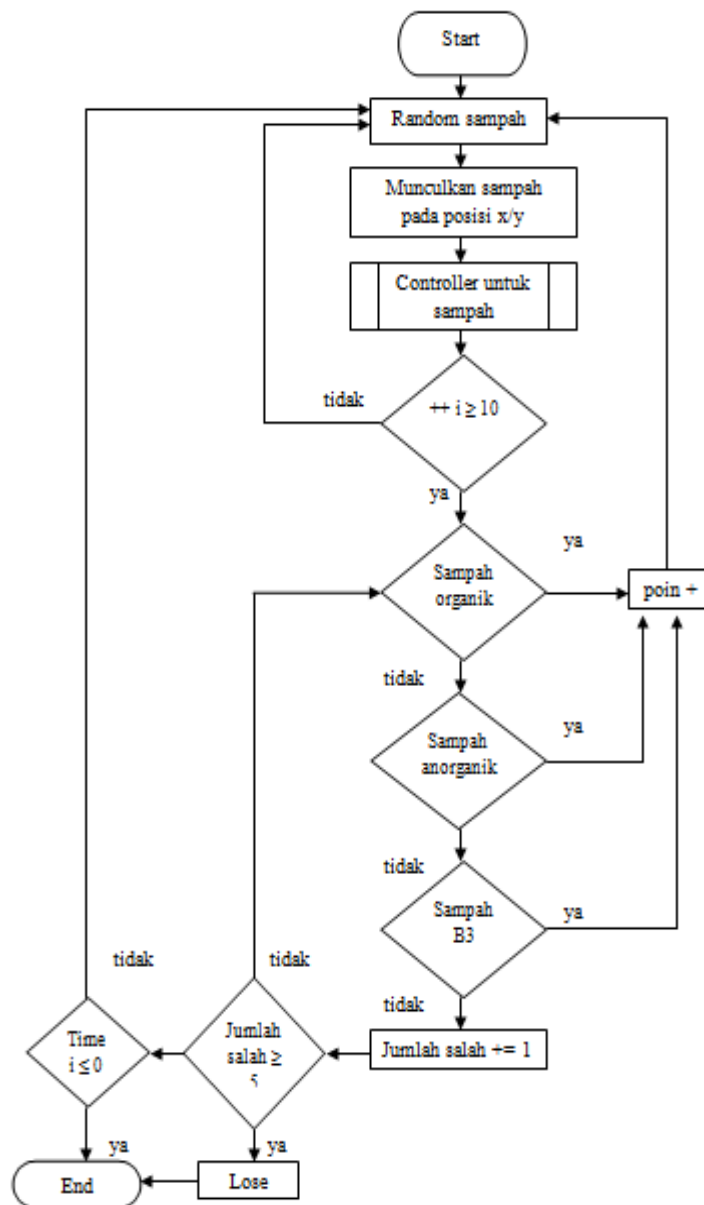 Start
Random sampah
Munculkan sampah
pada posisi x/y
Controller untuk
sampah
tidak
++ i ≥ 10
ya
ya
Sampah
organik
poin +
tidak
ya
Sampah
anorganik
tidak
ya
Sampah
B3
tidak
tidak
tidak
Time
i ≤ 0
Jumlah
salah ≥
5
Jumlah salah += 1
ya
ya
End
Lose